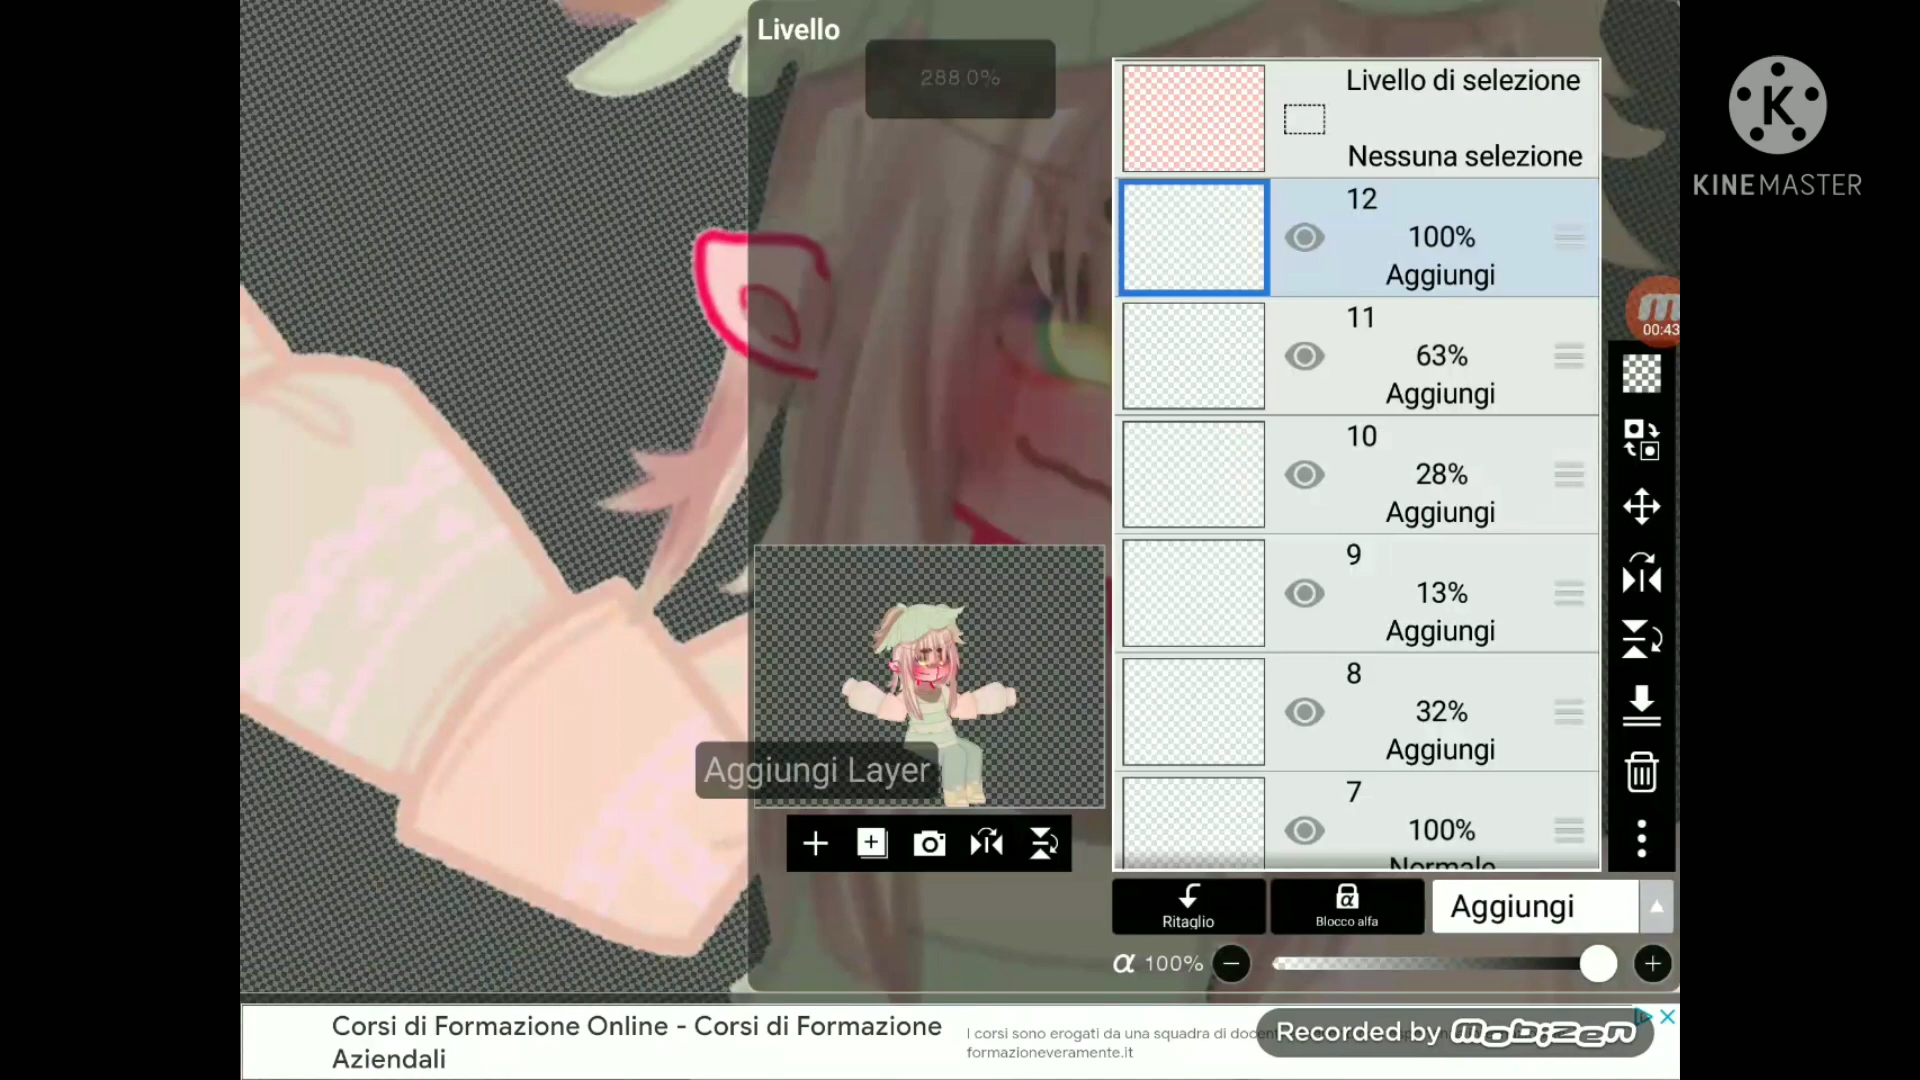 Livello
288.0%
Livello di selezione
Nessuna selezione
12
100%
Aggiungi
11
63%
Aggiungi
10
28%
Aggiungi
9
13%
Aggiungi
8
32%
Aggiungi
7
100%
Normale
Aggiungi Layer
Ritaglio
α
Blocco alfa
Aggiungi
α 100%
K
KINEMASTER
m
00:43
Corsi di Formazione Online - Corsi di Formazione
Aziendali
I corsi sono erogati da una squadra di
formazioneveramente.it
Recorded by mobizen